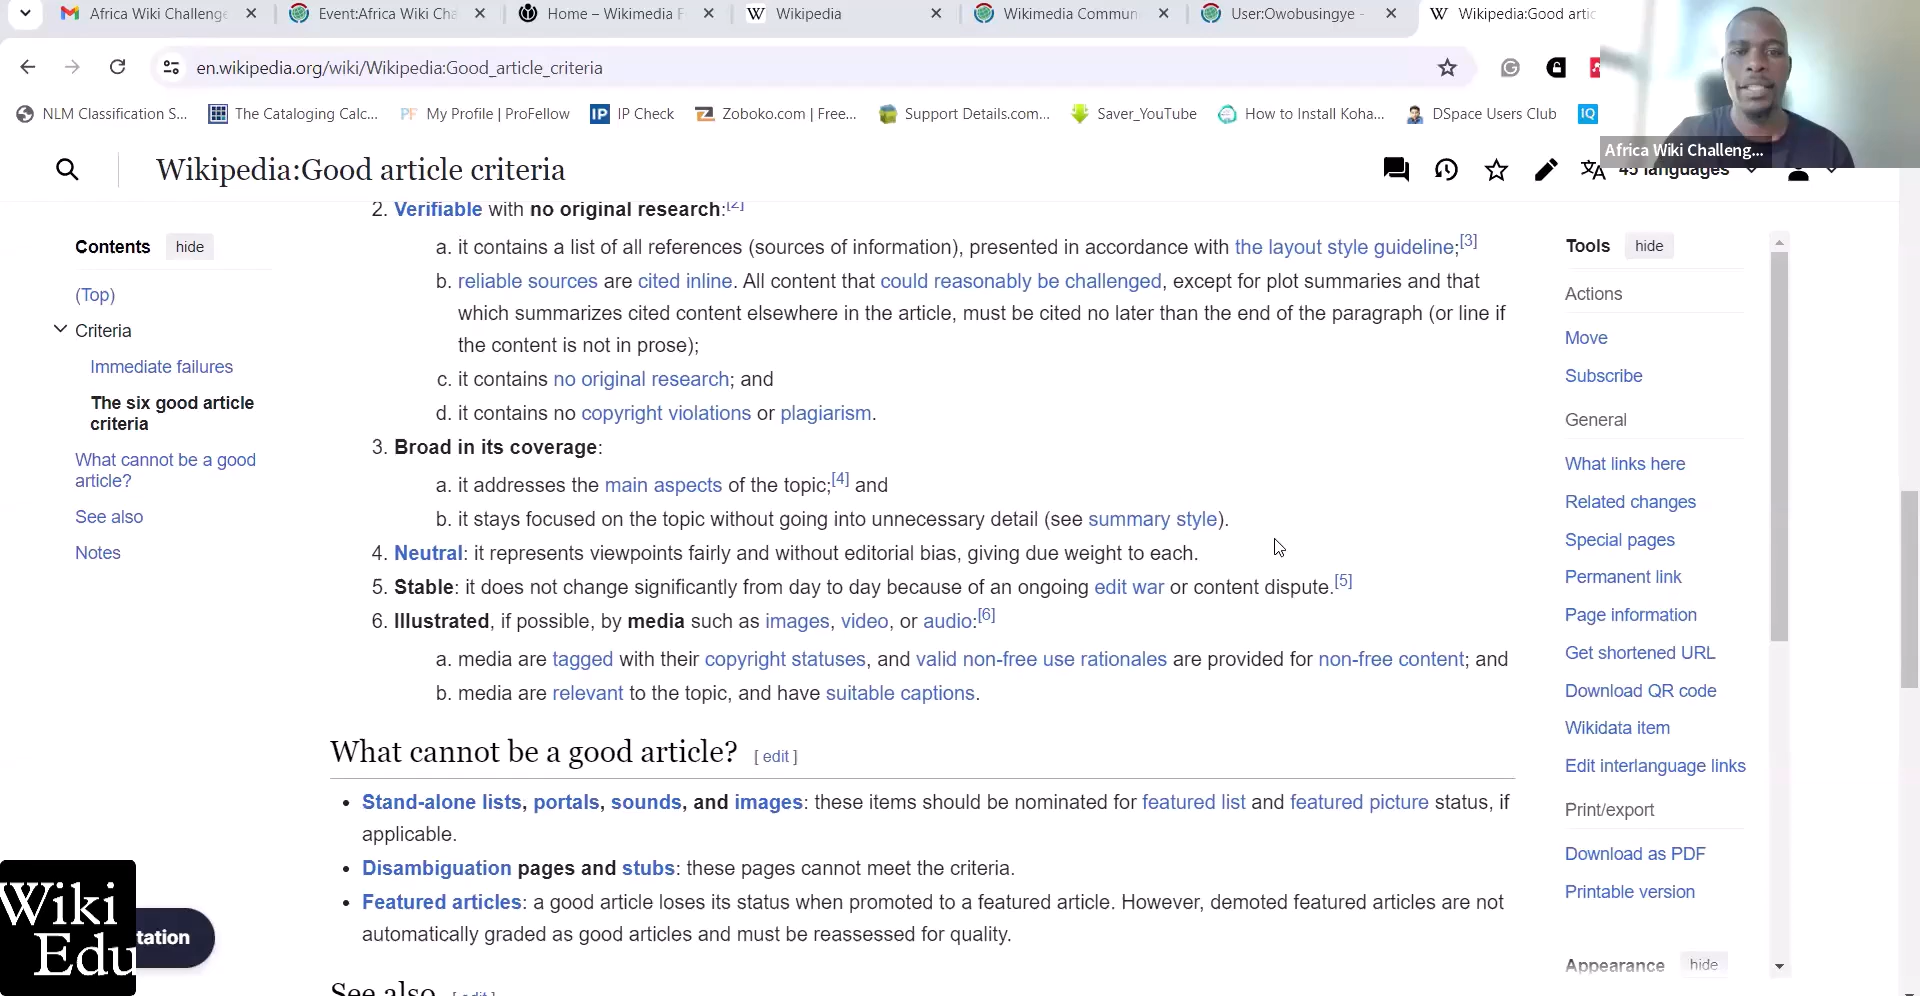 Africa Wiki Challenge
Event:Africa Wiki Cha
Home – Wikimedia F
Wikipedia
Wikimedia Commun
User:Owobusingye -
Wikipedia:Good artic
en.wikipedia.org/wiki/Wikipedia:Good_article_criteria
NLM Classification S...
The Cataloging Calc...
PF My Profile | ProFellow
IP IP Check
Zoboko.com | Free...
Support Details.com...
Saver_YouTube
How to Install Koha...
DSpace Users Club
IQ
Africa Wiki Challeng...
Wikipedia:Good article criteria
45 languages
Contents hide
(Top)
Criteria
Immediate failures
The six good article
criteria
What cannot be a good
article?
See also
Notes
2. Verifiable with no original research:[2]
a. it contains a list of all references (sources of information), presented in accordance with the layout style guideline;[3]
b. reliable sources are cited inline. All content that could reasonably be challenged, except for plot summaries and that
which summarizes cited content elsewhere in the article, must be cited no later than the end of the paragraph (or line if
the content is not in prose);
c. it contains no original research; and
d. it contains no copyright violations or plagiarism.
3. Broad in its coverage:
a. it addresses the main aspects of the topic;[4] and
b. it stays focused on the topic without going into unnecessary detail (see summary style).
4. Neutral: it represents viewpoints fairly and without editorial bias, giving due weight to each.
5. Stable: it does not change significantly from day to day because of an ongoing edit war or content dispute.[5]
6. Illustrated, if possible, by media such as images, video, or audio:[6]
a. media are tagged with their copyright statuses, and valid non-free use rationales are provided for non-free content; and
b. media are relevant to the topic, and have suitable captions.
What cannot be a good article? [ edit ]
• Stand-alone lists, portals, sounds, and images: these items should be nominated for featured list and featured picture status, if
applicable.
• Disambiguation pages and stubs: these pages cannot meet the criteria.
• Featured articles: a good article loses its status when promoted to a featured article. However, demoted featured articles are not
automatically graded as good articles and must be reassessed for quality.
See also [ edit ]
Tools hide
Actions
Move
Subscribe
General
What links here
Related changes
Special pages
Permanent link
Page information
Get shortened URL
Download QR code
Wikidata item
Edit interlanguage links
Print/export
Download as PDF
Printable version
Appearance hide
Wiki
Edu
tation